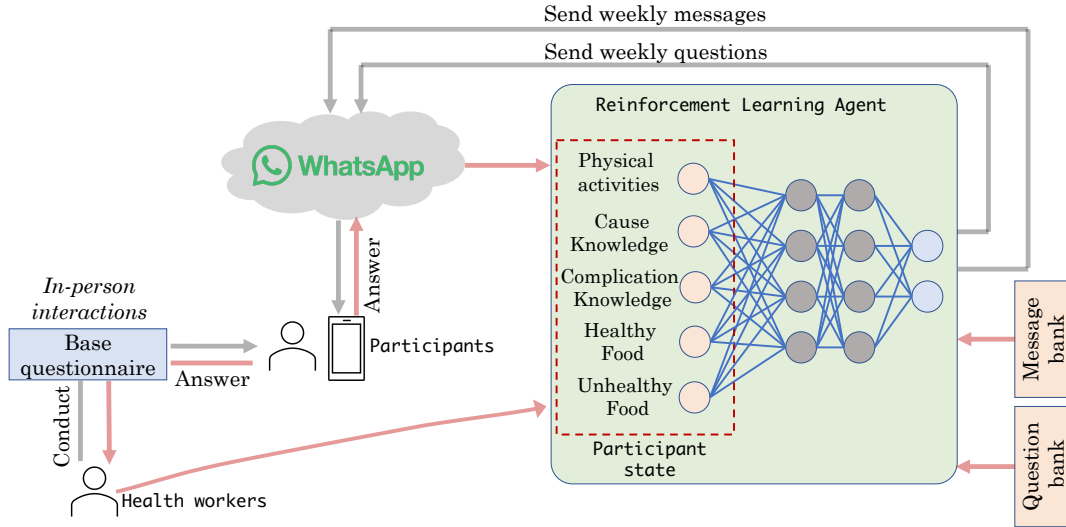 Send weekly messages
Send weekly questions
Reinforcement Learning Agent
WhatsApp
Physical
activities
Cause
Knowledge
Complication
Knowledge
Healthy
Food
Unhealthy
Food
Participant
state
Answer
In-person
interactions
Base
questionnaire
Answer
Participants
Conduct
Health workers
Message
bank
Question
bank